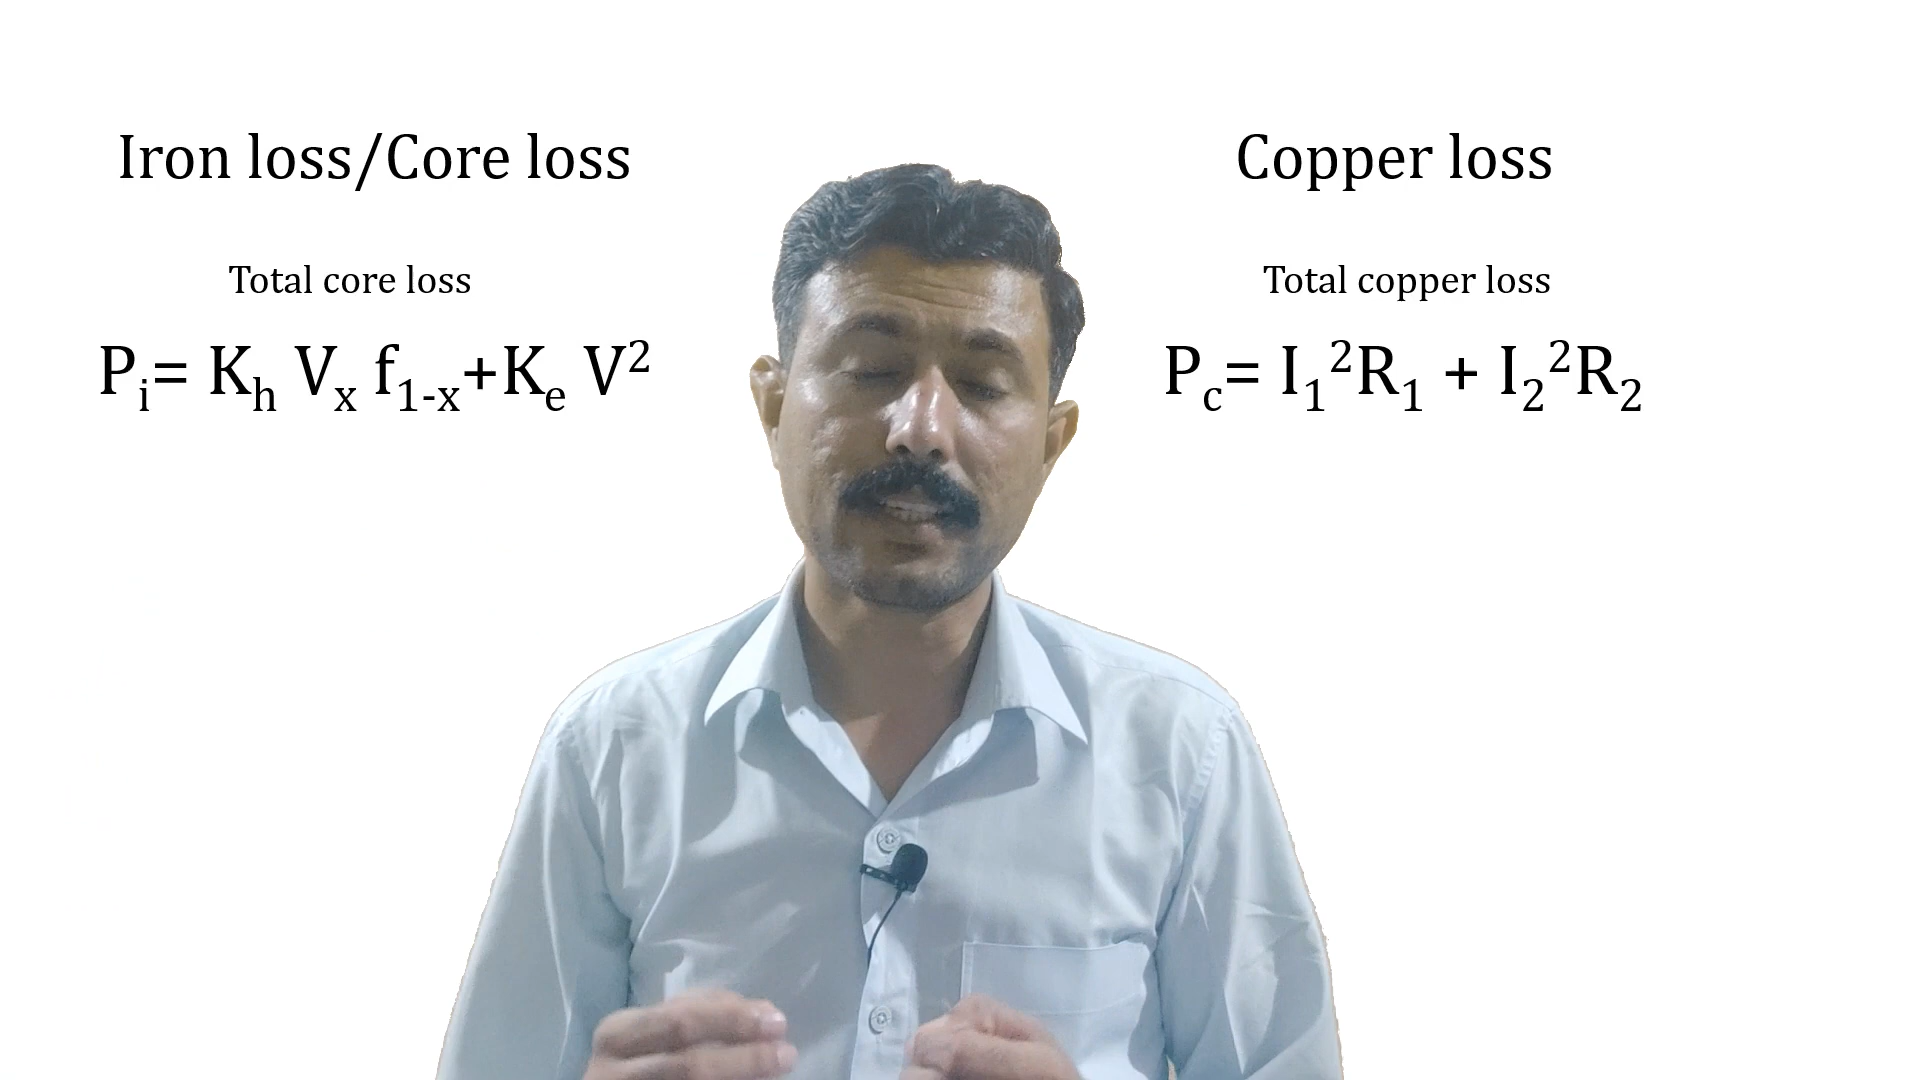 Iron loss/Core loss
Total core loss
Pᵢ= Kₕ Vₓ f₁₋ₓ+Kₑ V²
Copper loss
Total copper loss
P_c= I₁²R₁ + I₂²R₂